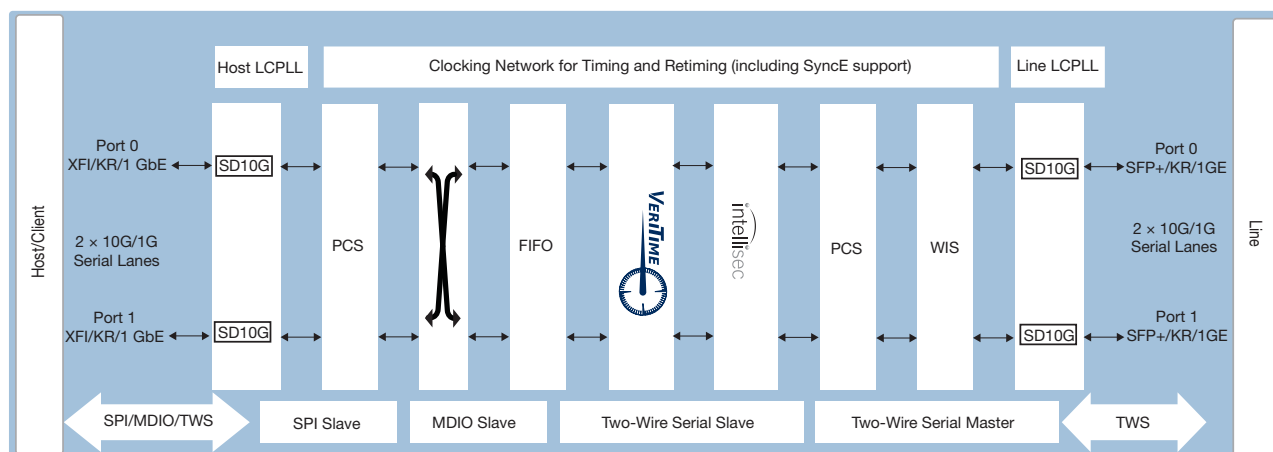 Host/Client
Host LCPLL
Clocking Network for Timing and Retiming (including SyncE support)
Line LCPLL
Port 0
XFI/KR/1 GbE
SD10G
SD10G
Port 0
SFP+/KR/1GE
2 × 10G/1G
Serial Lanes
PCS
FIFO
VERITIME
intellisec
PCS
WIS
2 × 10G/1G
Serial Lanes
Line
Port 1
XFI/KR/1 GbE
SD10G
SD10G
Port 1
SFP+/KR/1GE
SPI/MDIO/TWS
SPI Slave
MDIO Slave
Two-Wire Serial Slave
Two-Wire Serial Master
TWS